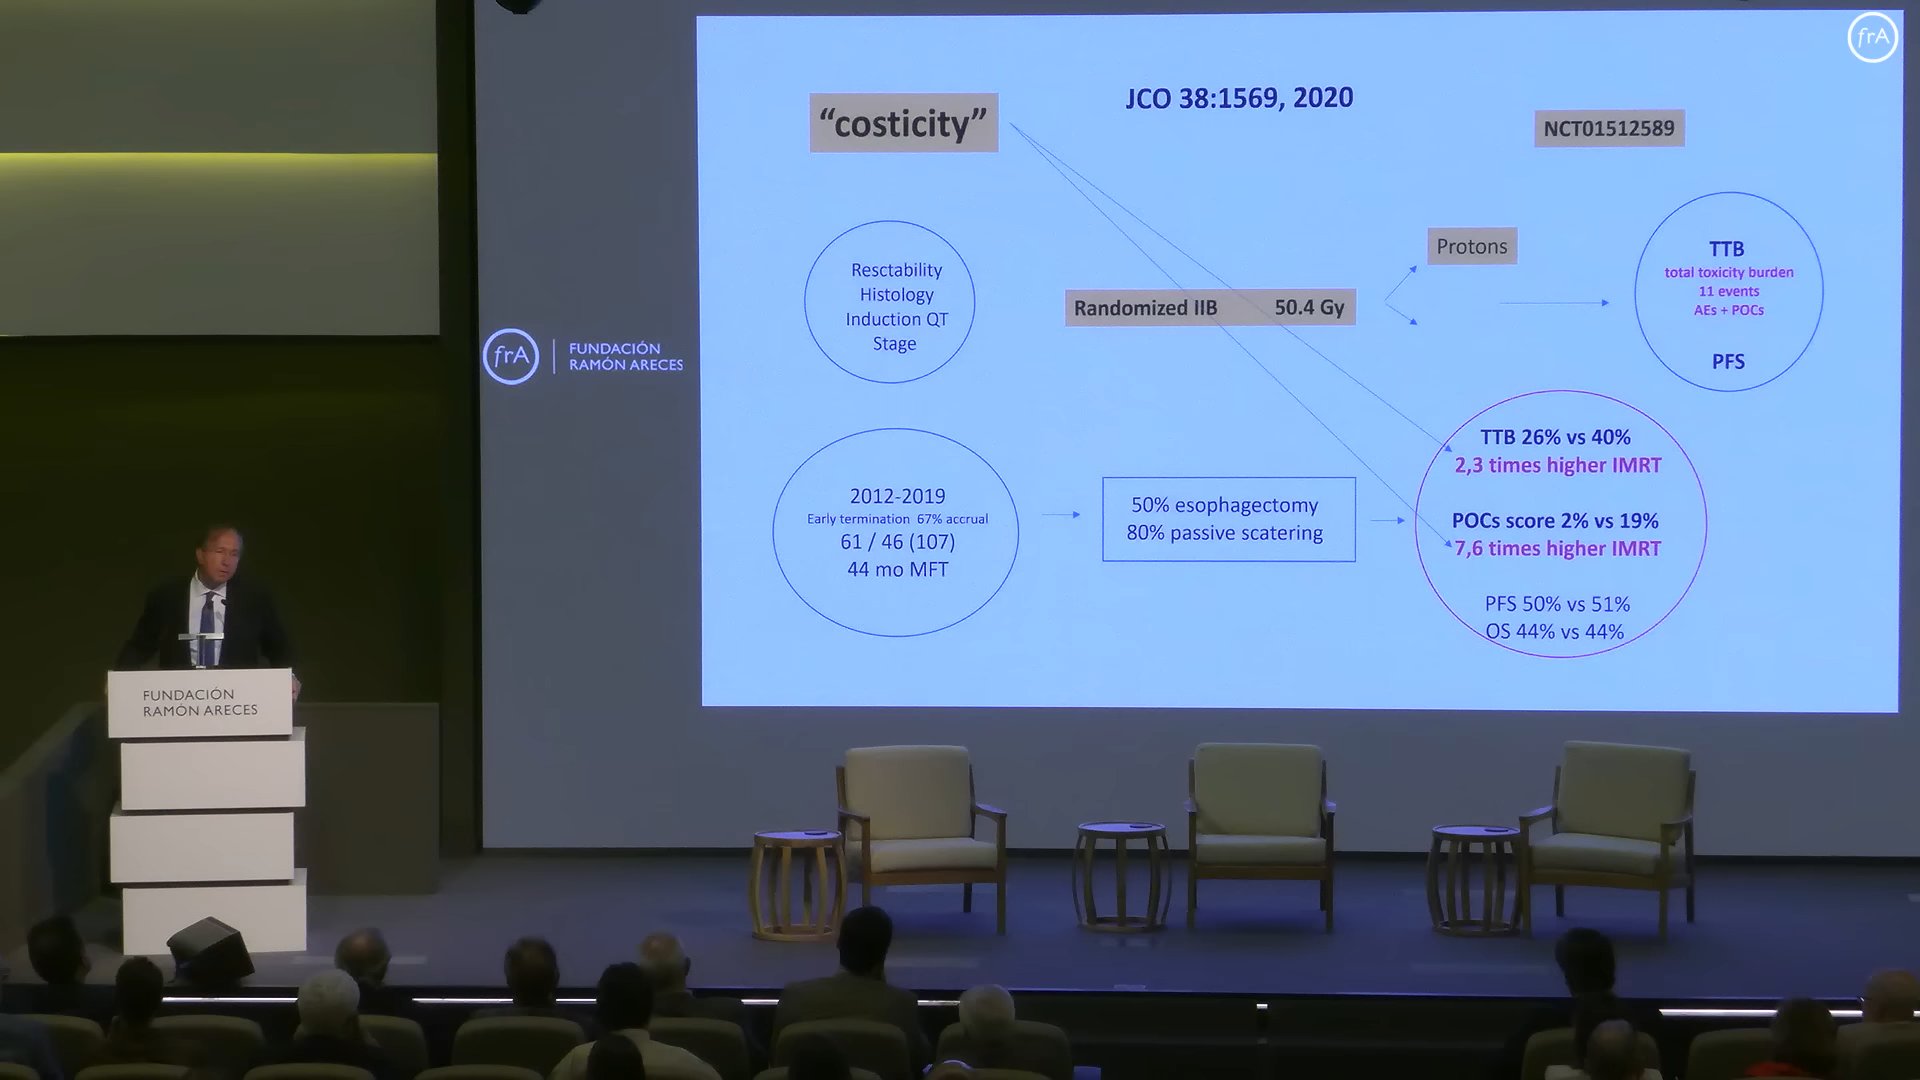 frA
JCO 38:1569, 2020
“costicity”
NCT01512589
Resctability
Histology
Induction QT
Stage
Randomized IIB 50.4 Gy
Protons
TTB
total toxicity burden
11 events
AEs + POCs
PFS
frA
FUNDACIÓN
RAMÓN ARECES
2012-2019
Early termination 67% accrual
61 / 46 (107)
44 mo MFT
50% esophagectomy
80% passive scatering
TTB 26% vs 40%
2,3 times higher IMRT
POCs score 2% vs 19%
7,6 times higher IMRT
PFS 50% vs 51%
OS 44% vs 44%
FUNDACIÓN
RAMÓN ARECES